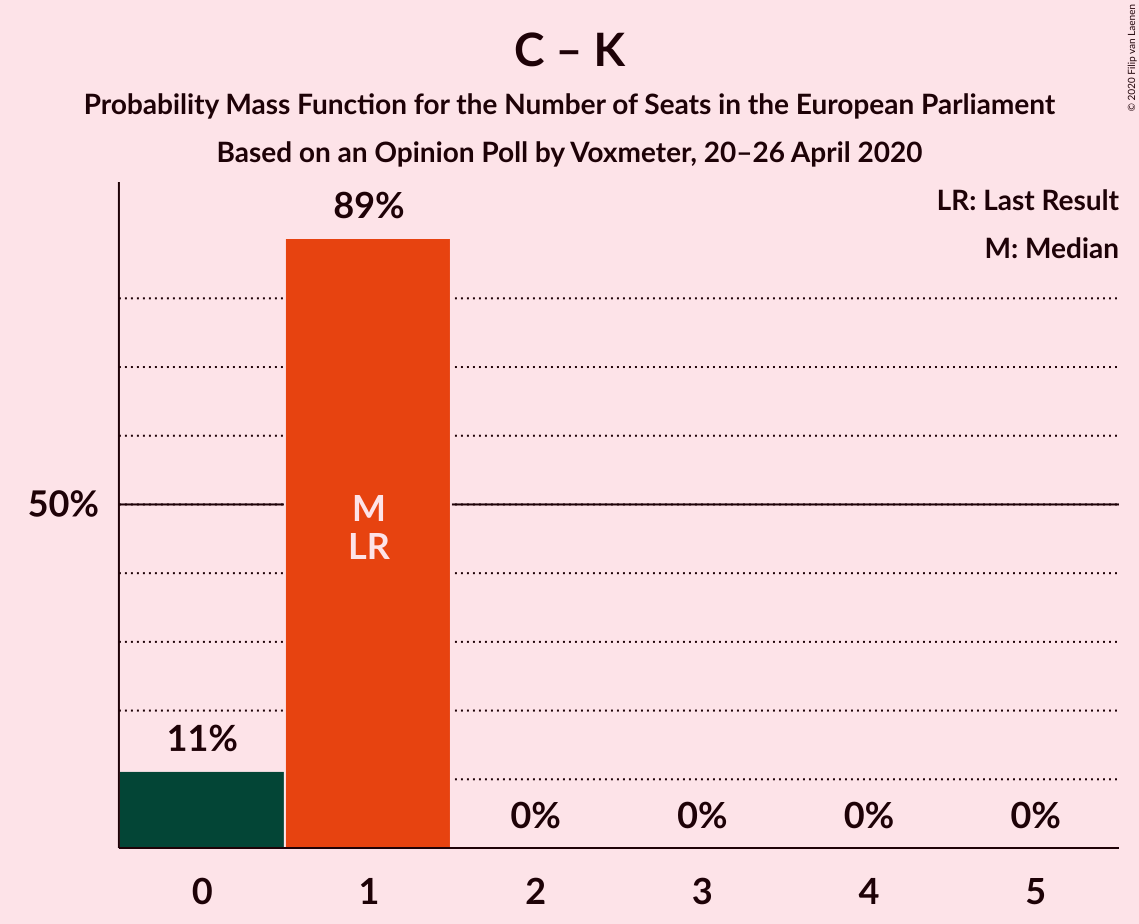 C – K
Probability Mass Function for the Number of Seats in the European Parliament
Based on an Opinion Poll by Voxmeter, 20–26 April 2020
© 2020 Filip van Laenen
LR: Last Result
M: Median
89%
50%
M
LR
11%
0%
0%
0%
0%
0
1
2
3
4
5